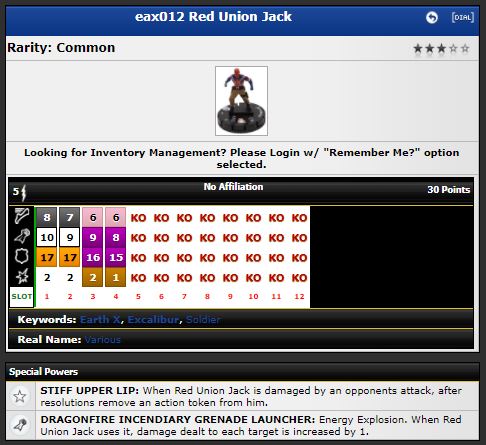 eax012 Red Union Jack
[DIAL]
Rarity: Common
Looking for Inventory Management? Please Login w/ "Remember Me?" option
selected.
5 No Affiliation 30 Points
8 7 6 6 KO KO KO KO KO KO KO KO
10 9 9 8 KO KO KO KO KO KO KO KO
17 17 16 15 KO KO KO KO KO KO KO KO
2 2 2 1 KO KO KO KO KO KO KO KO
SLOT 1 2 3 4 5 6 7 8 9 10 11 12
Keywords: Earth X, Excalibur, Soldier
Real Name: Various
Special Powers
STIFF UPPER LIP: When Red Union Jack is damaged by an opponents attack, after
resolutions remove an action token from him.
DRAGONFIRE INCENDIARY GRENADE LAUNCHER: Energy Explosion. When Red
Union Jack uses it, damage dealt to each target is increased by 1.